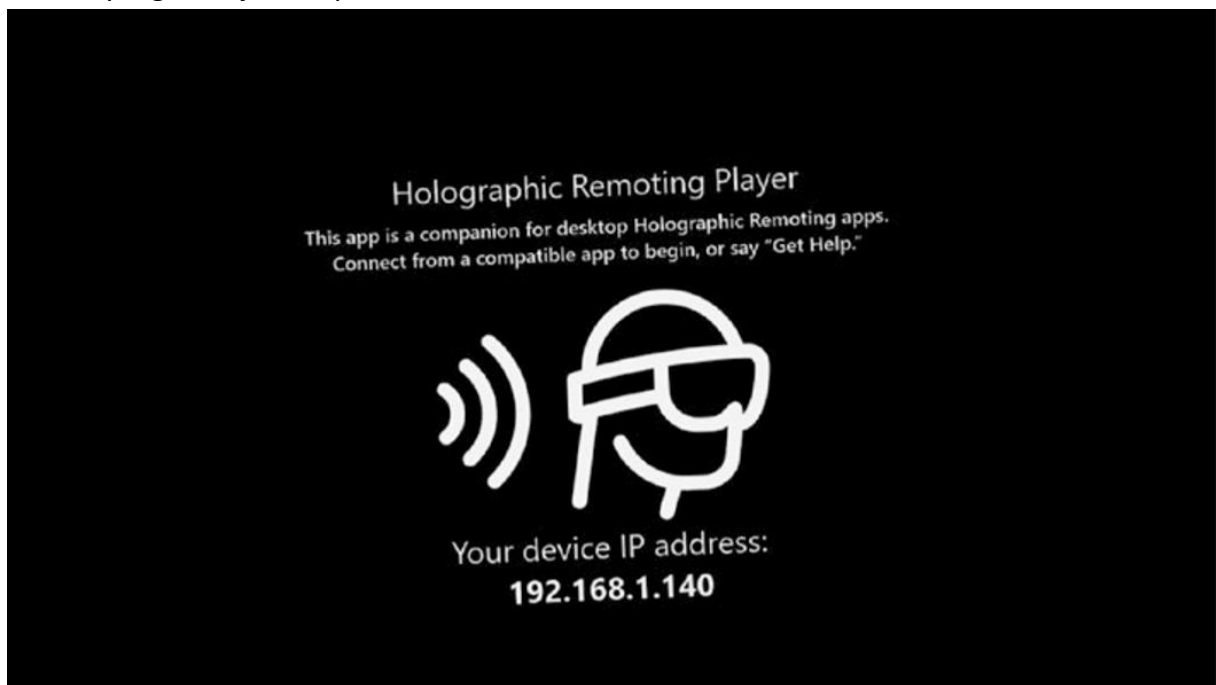 Holographic Remoting Player
This app is a companion for desktop Holographic Remoting apps.
Connect from a compatible app to begin, or say "Get Help."
Your device IP address:
192.168.1.140